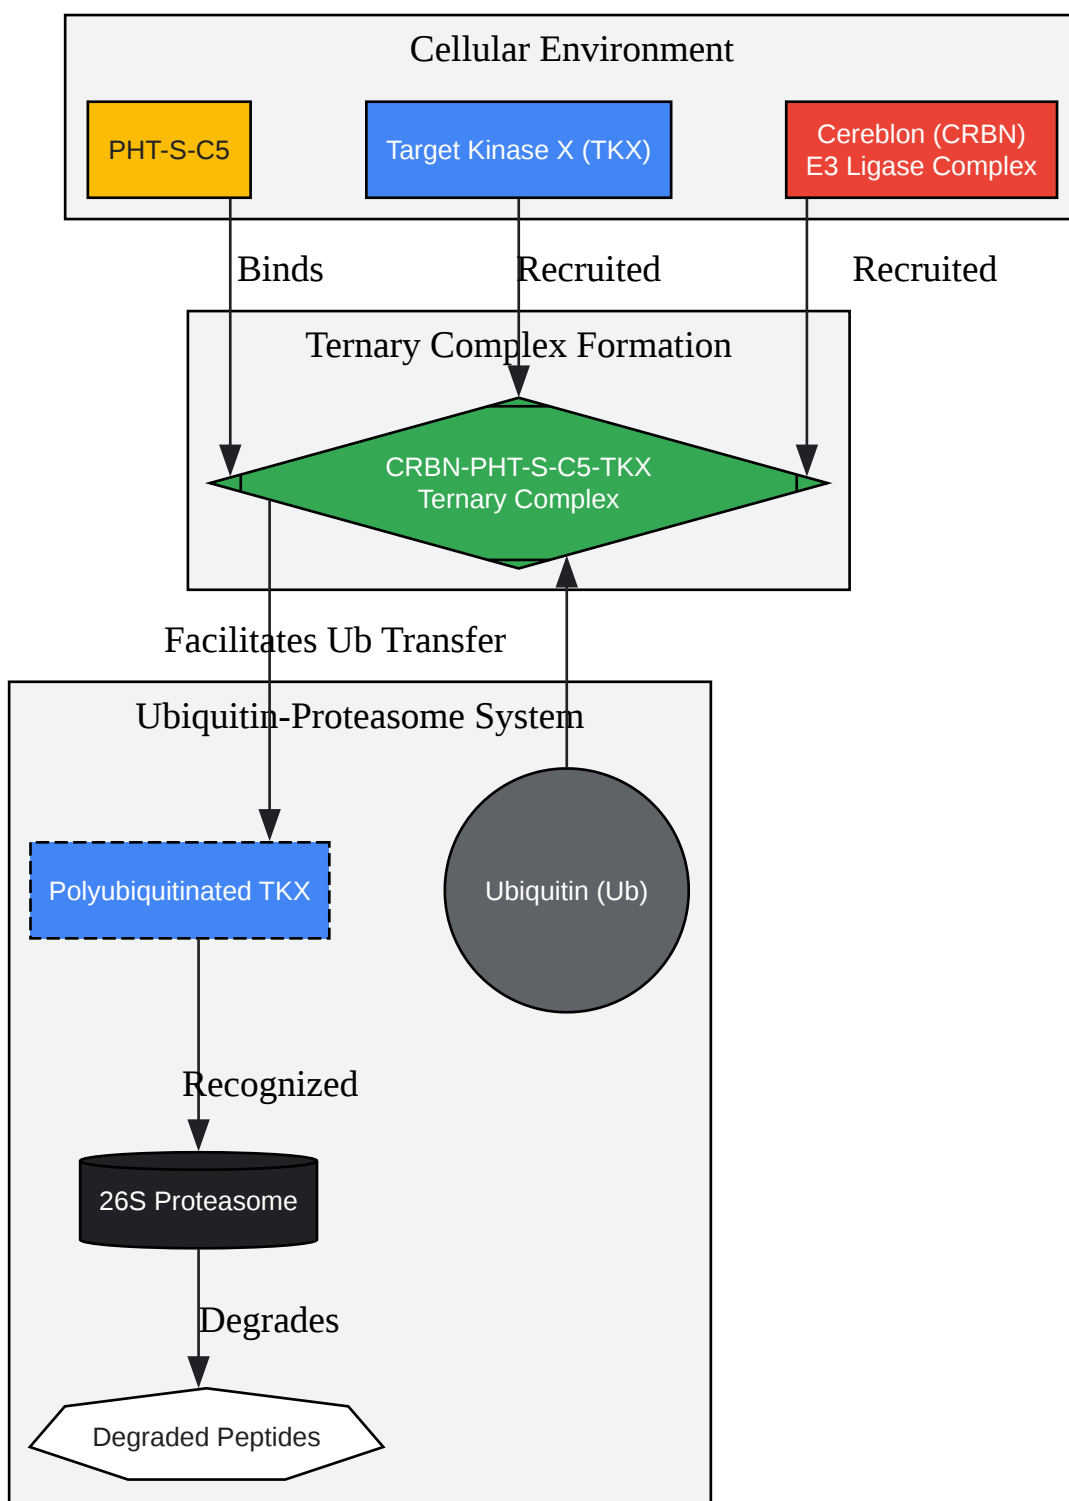 Cellular Environment
PHT-S-C5
Target Kinase X (TKX)
Cereblon (CRBN)
E3 Ligase Complex
Binds
Recruited
Recruited
Ternary Complex Formation
CRBN-PHT-S-C5-TKX
Ternary Complex
Facilitates Ub Transfer
Ubiquitin-Proteasome System
Polyubiquitinated TKX
Ubiquitin (Ub)
Recognized
26S Proteasome
Degrades
Degraded Peptides